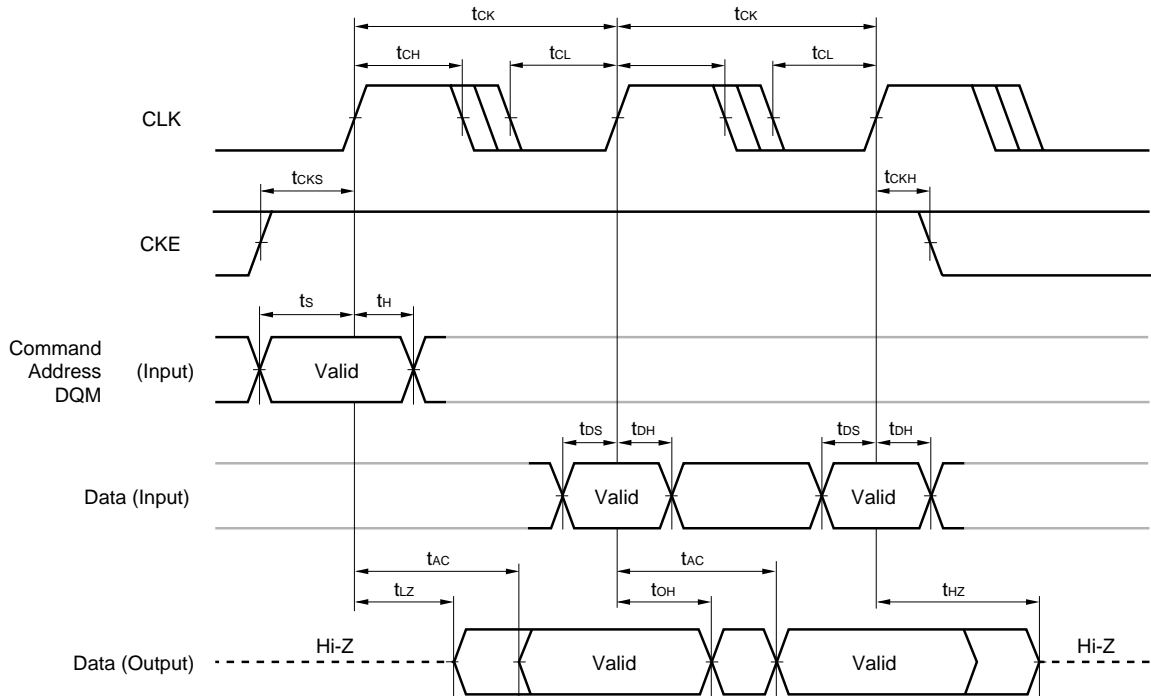 tCK tCK
tCH tCL tCL
CLK
tCKS tCKH
CKE
tS tH
Command
Address (Input) Valid
DQM
tDS tDH tDS tDH
Data (Input) Valid Valid
tAC tAC
tLZ tOH tHZ
Hi-Z Hi-Z
Data (Output) Valid Valid